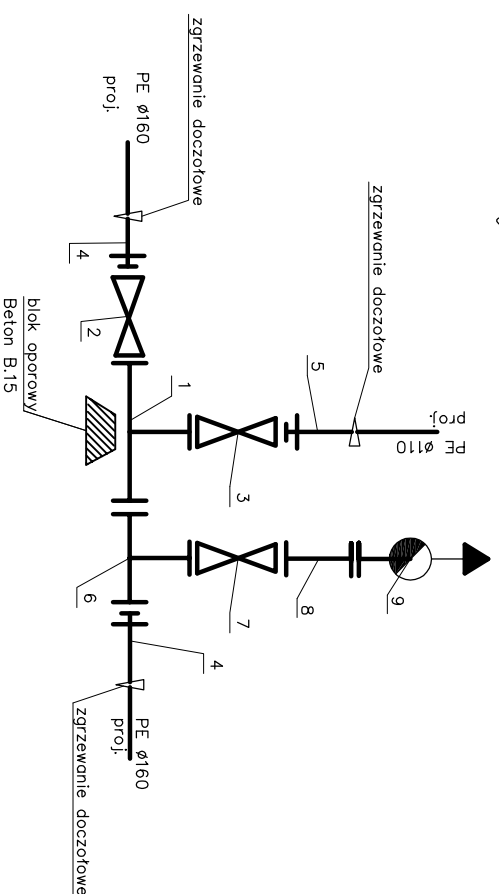 zgrzewanie doczołowe
PE ø160
proj.
4
2
1
blok oporowy
Beton B.15
zgrzewanie doczołowe
5
proj.
PE ø110
3
9
8
7
6
4
PE ø160
proj.
zgrzewanie doczołowe